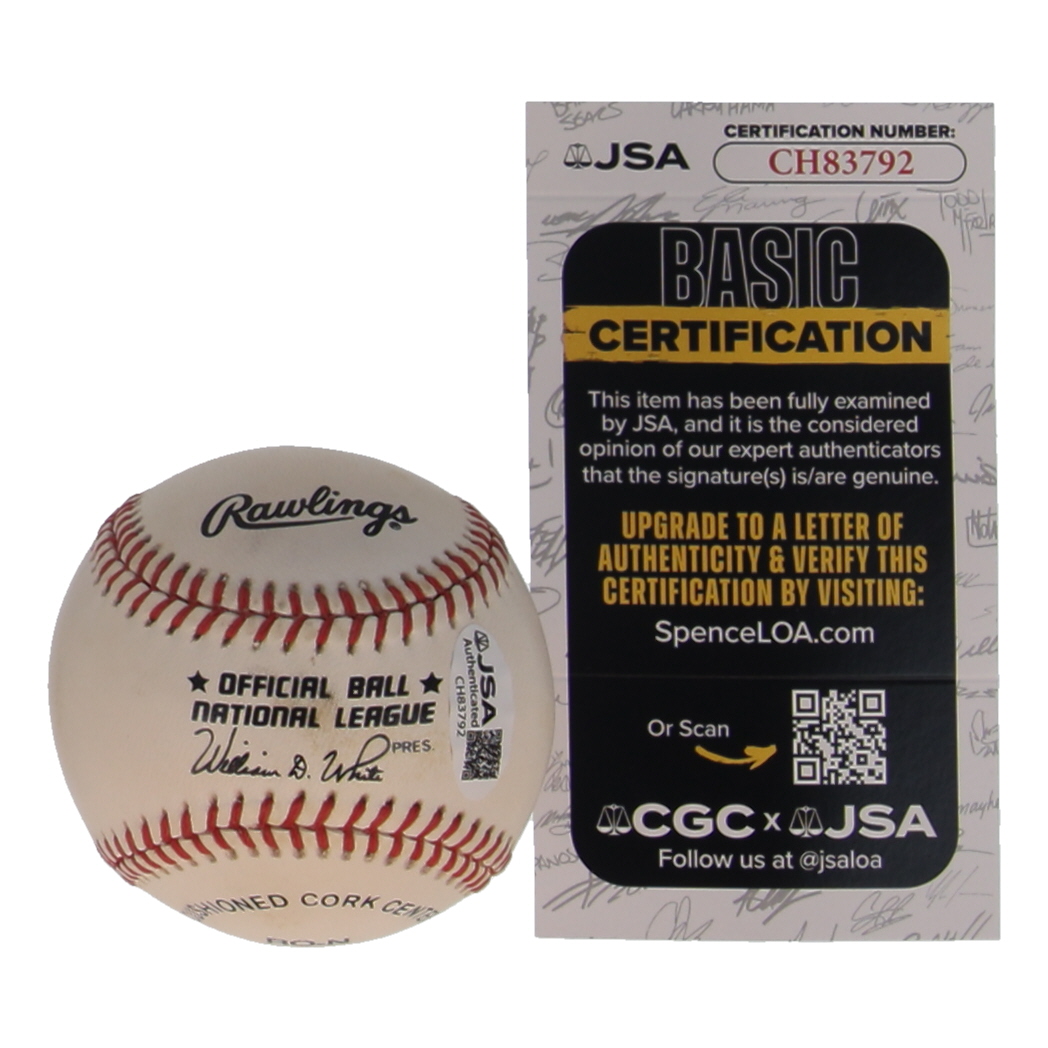 Rawlings
★ OFFICIAL BALL ★
NATIONAL LEAGUE
William D. White PRES.
CUSHIONED CORK CENTER
RO-N
JSA
Authenticated
CH83792
JSA
CERTIFICATION NUMBER:
CH83792
BASIC
CERTIFICATION
This item has been fully examined
by JSA, and it is the considered
opinion of our expert authenticators
that the signature(s) is/are genuine.
UPGRADE TO A LETTER OF
AUTHENTICITY & VERIFY THIS
CERTIFICATION BY VISITING:
SpenceLOA.com
Or Scan
CGC x JSA
Follow us at @jsaloa